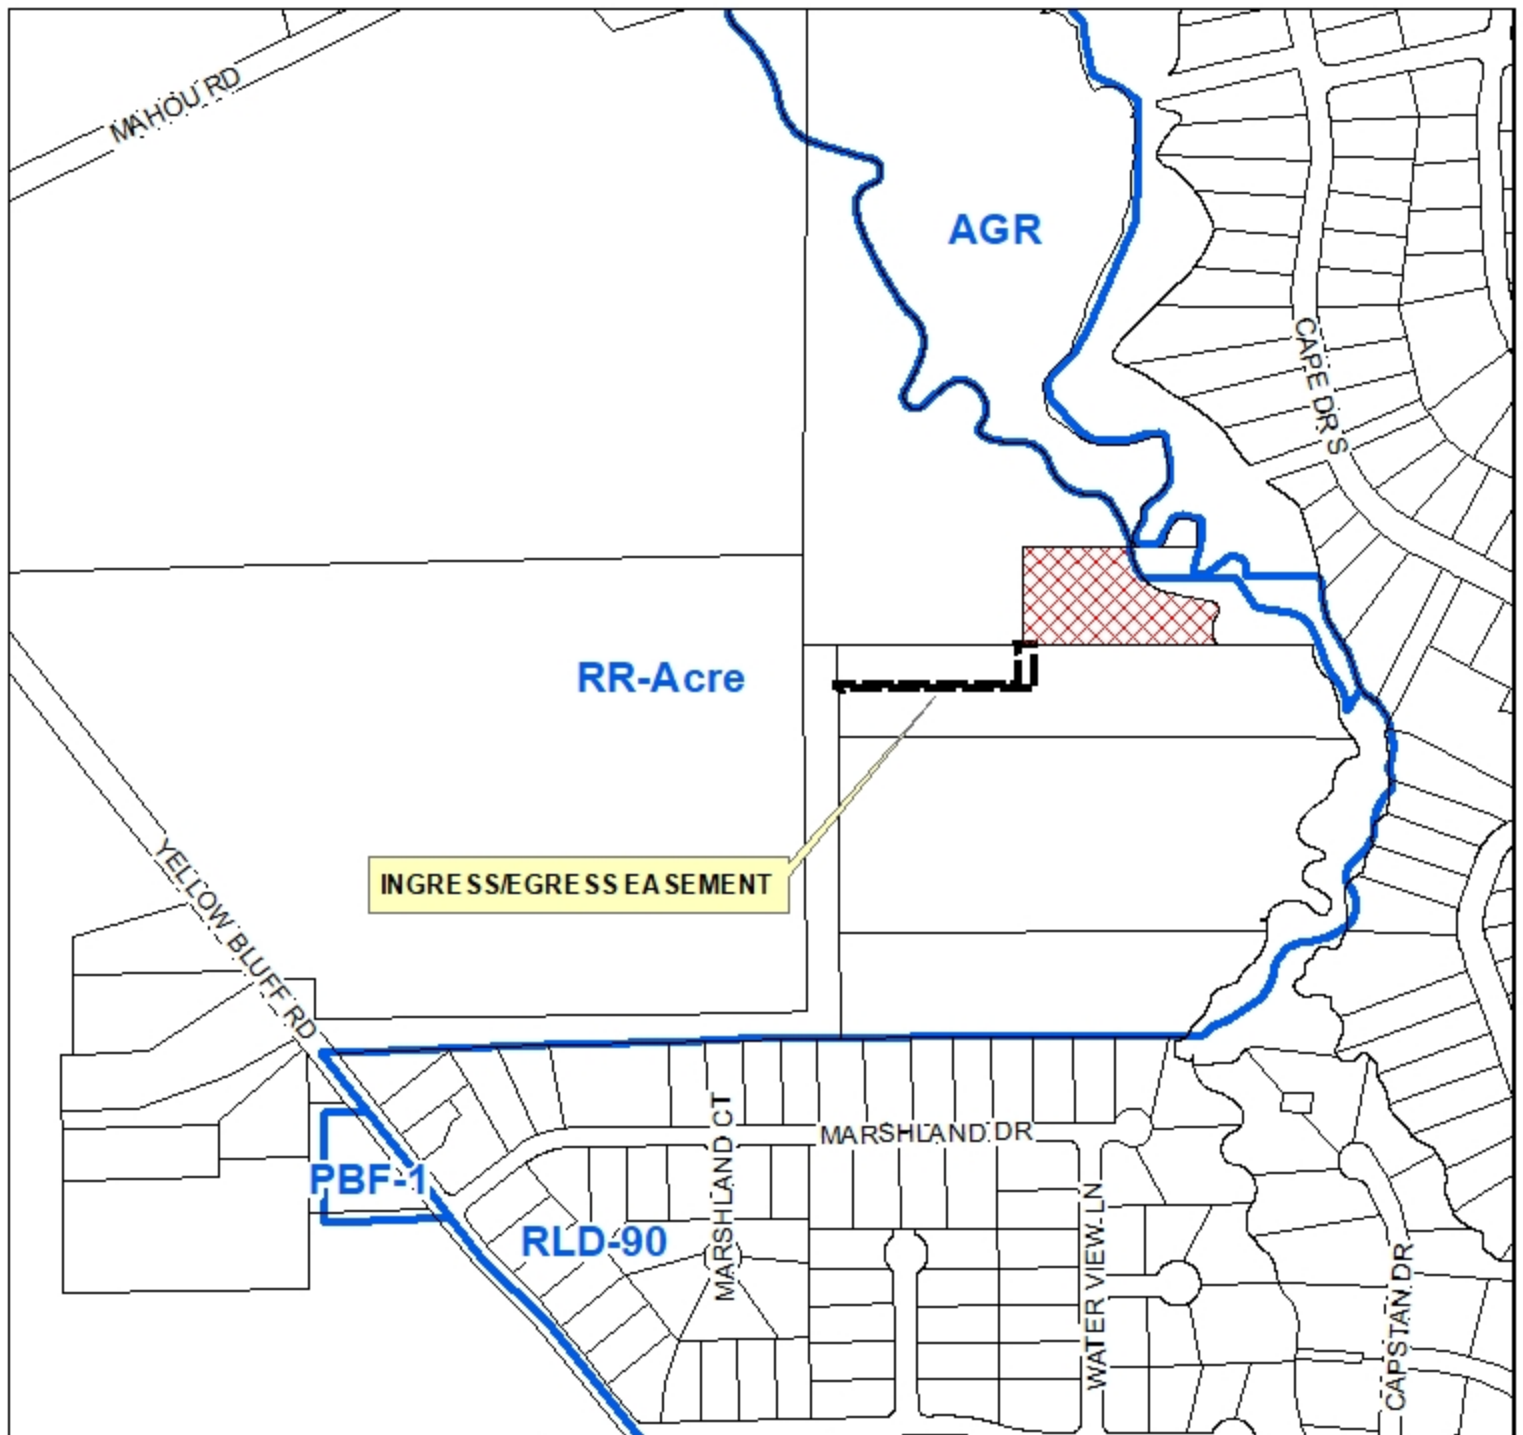 MAHOU RD
AGR
CAPE DR S
RR-Acre
INGRESS/EGRESS EASEMENT
YELLOW BLUFF RD
MARSHLAND CT
MARSHLAND DR
PBF-1
WATER VIEW LN
RLD-90
CAPSTAN DR